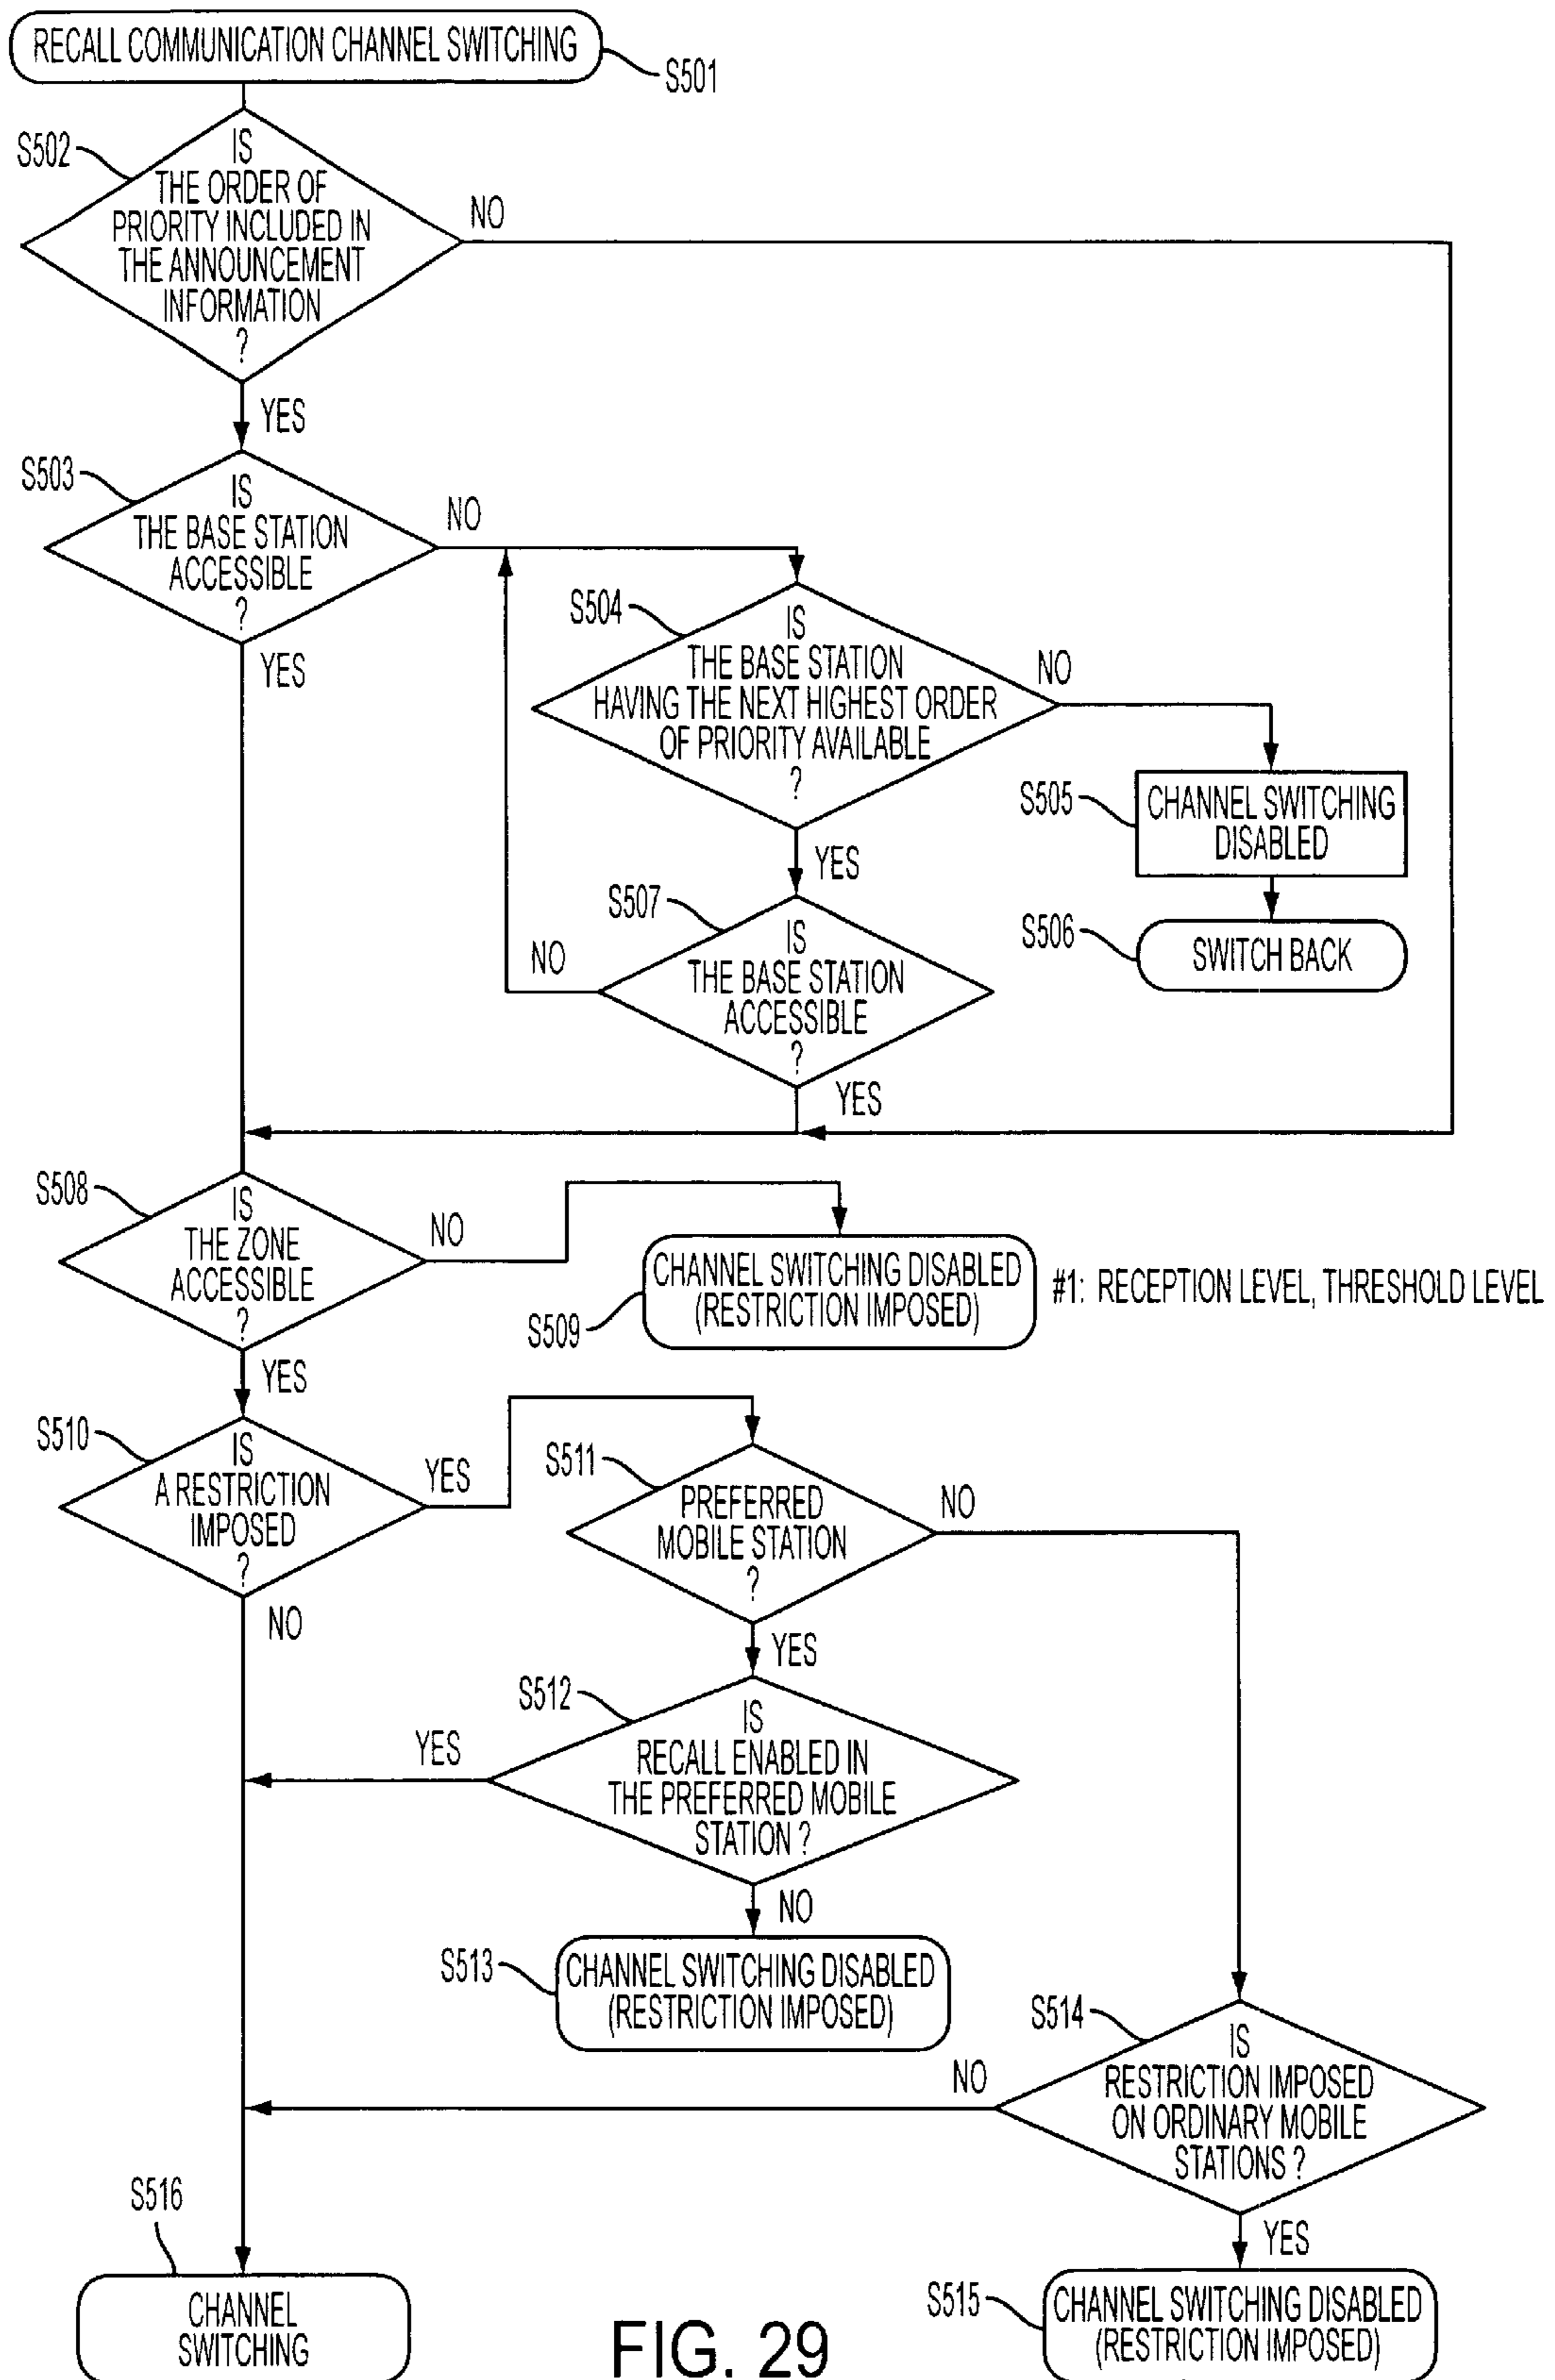 RECALL COMMUNICATION CHANNEL SWITCHING
S501
S502
IS
THE ORDER OF
PRIORITY INCLUDED IN
THE ANNOUNCEMENT
INFORMATION
?
NO
YES
S503
IS
THE BASE STATION
ACCESSIBLE
?
NO
YES
S504
IS
THE BASE STATION
HAVING THE NEXT HIGHEST ORDER
OF PRIORITY AVAILABLE
?
NO
YES
S505
CHANNEL SWITCHING
DISABLED
S506
SWITCH BACK
S507
IS
THE BASE STATION
ACCESSIBLE
?
NO
YES
S508
IS
THE ZONE
ACCESSIBLE
?
NO
YES
CHANNEL SWITCHING DISABLED
(RESTRICTION IMPOSED)
S509
#1: RECEPTION LEVEL, THRESHOLD LEVEL
S510
IS
A RESTRICTION
IMPOSED
?
YES
NO
S511
PREFERRED
MOBILE STATION
?
NO
YES
S512
IS
RECALL ENABLED IN
THE PREFERRED MOBILE
STATION ?
YES
NO
S513
CHANNEL SWITCHING DISABLED
(RESTRICTION IMPOSED)
S514
IS
RESTRICTION IMPOSED
ON ORDINARY MOBILE
STATIONS ?
NO
YES
S515
CHANNEL SWITCHING DISABLED
(RESTRICTION IMPOSED)
S516
CHANNEL
SWITCHING
FIG. 29